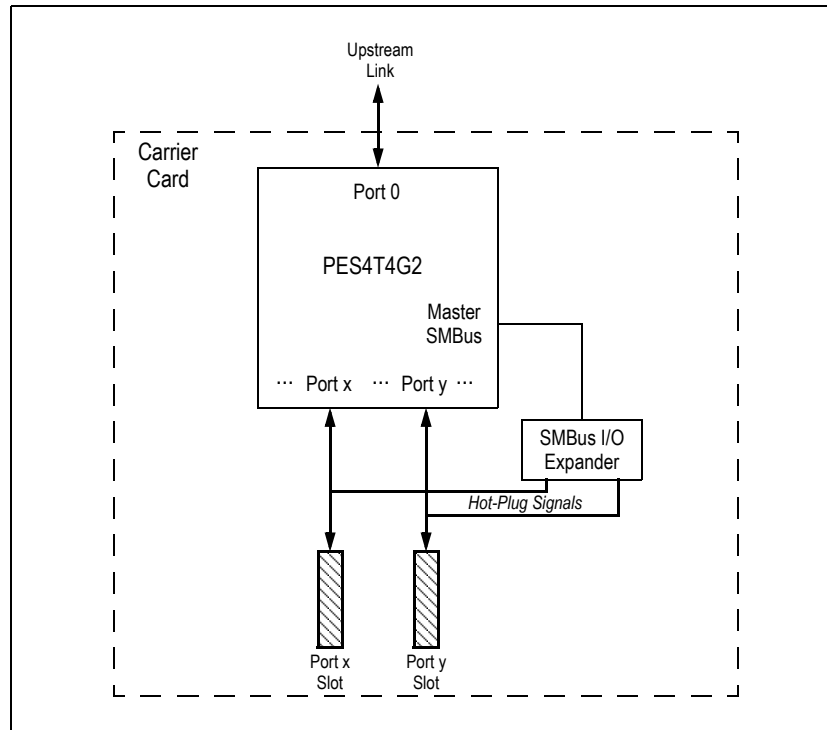 Upstream
Link
Carrier
Card
Port 0
PES4T4G2
Master
SMBus
··· Port x ··· Port y ···
SMBus I/O
Expander
Hot-Plug Signals
Port x
Slot
Port y
Slot